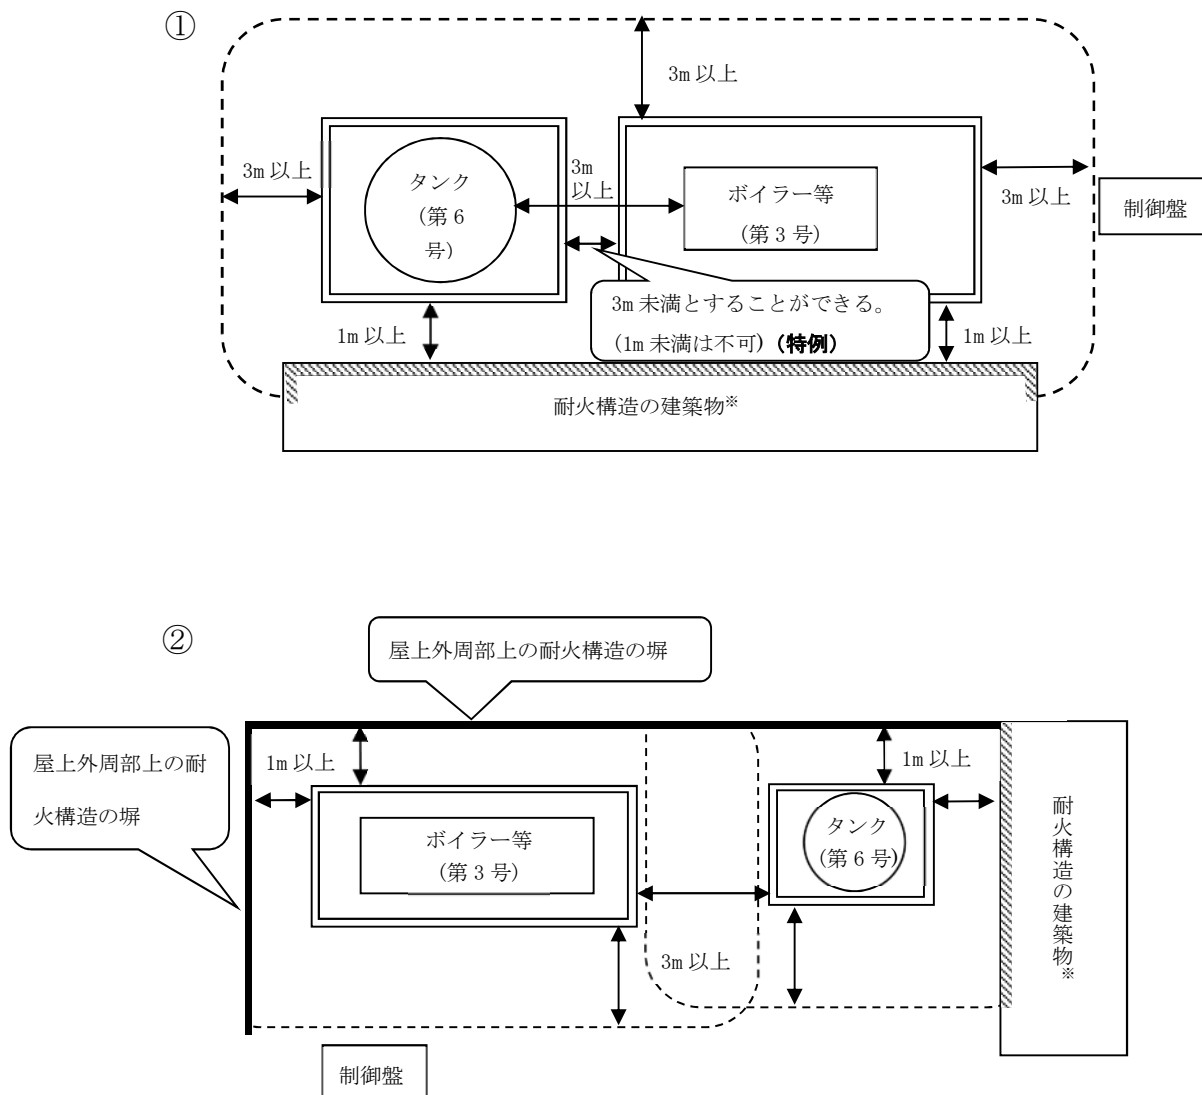 ①
3m 以上
3m 以上
タンク
(第 6
号)
3m
以上
ボイラー等
(第 3 号)
3m 以上
制御盤
3m 未満とすることができる。
(1m 未満は不可) (特例)
1m 以上
1m 以上
耐火構造の建築物※
②
屋上外周部上の耐火構造の塀
屋上外周部上の耐
火構造の塀
1m 以上
1m 以上
ボイラー等
(第 3 号)
タンク
(第 6 号)
耐火構造の建築物※
3m 以上
制御盤